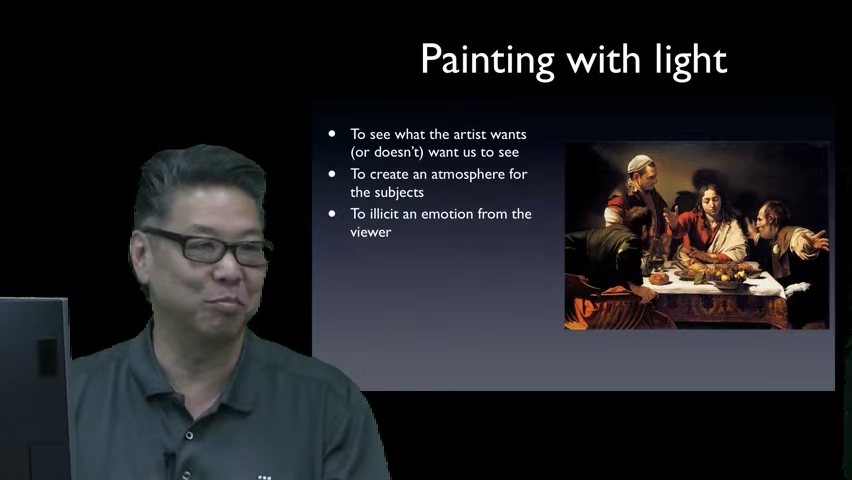 Painting with light
• To see what the artist wants
(or doesn't) want us to see
• To create an atmosphere for
the subjects
• To illicit an emotion from the
viewer